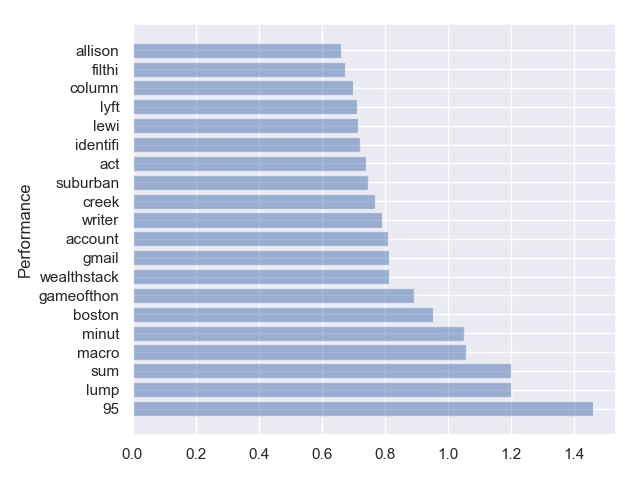 allison
filthi
column
lyft
lewi
identifi
act
suburban
creek
writer
account
gmail
wealthstack
gameofthon
boston
minut
macro
sum
lump
95
Performance
0.0 0.2 0.4 0.6 0.8 1.0 1.2 1.4